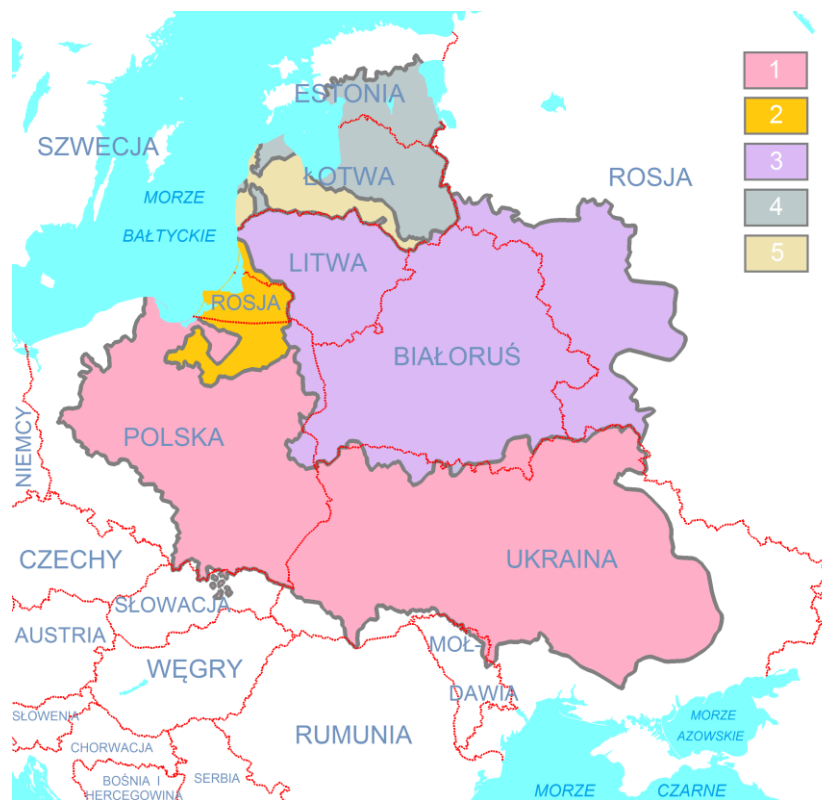 1
ESTONIA
2
SZWECJA
ŁOTWA
ROSJA
3
MORZE
BAŁTYCKIE
4
5
LITWA
ROSJA
BIAŁORUŚ
POLSKA
NIEMCY
CZECHY
UKRAINA
SŁOWACJA
AUSTRIA
MOŁ-
WĘGRY
DAWIA
SŁOWENIA
RUMUNIA
MORZE
AZOWSKIE
CHORWACJA
SERBIA
BOŚNIA I
HERCEGOWINA
MORZE CZARNE